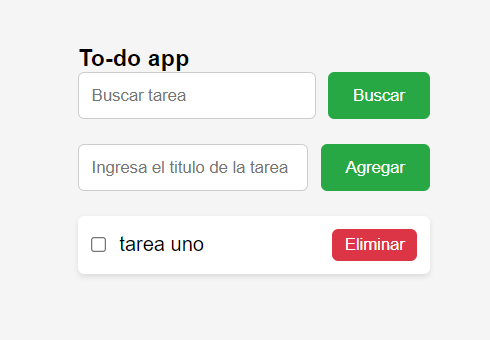 To-do app
Buscar tarea Buscar
Ingresa el titulo de la tarea Agregar
tarea uno Eliminar